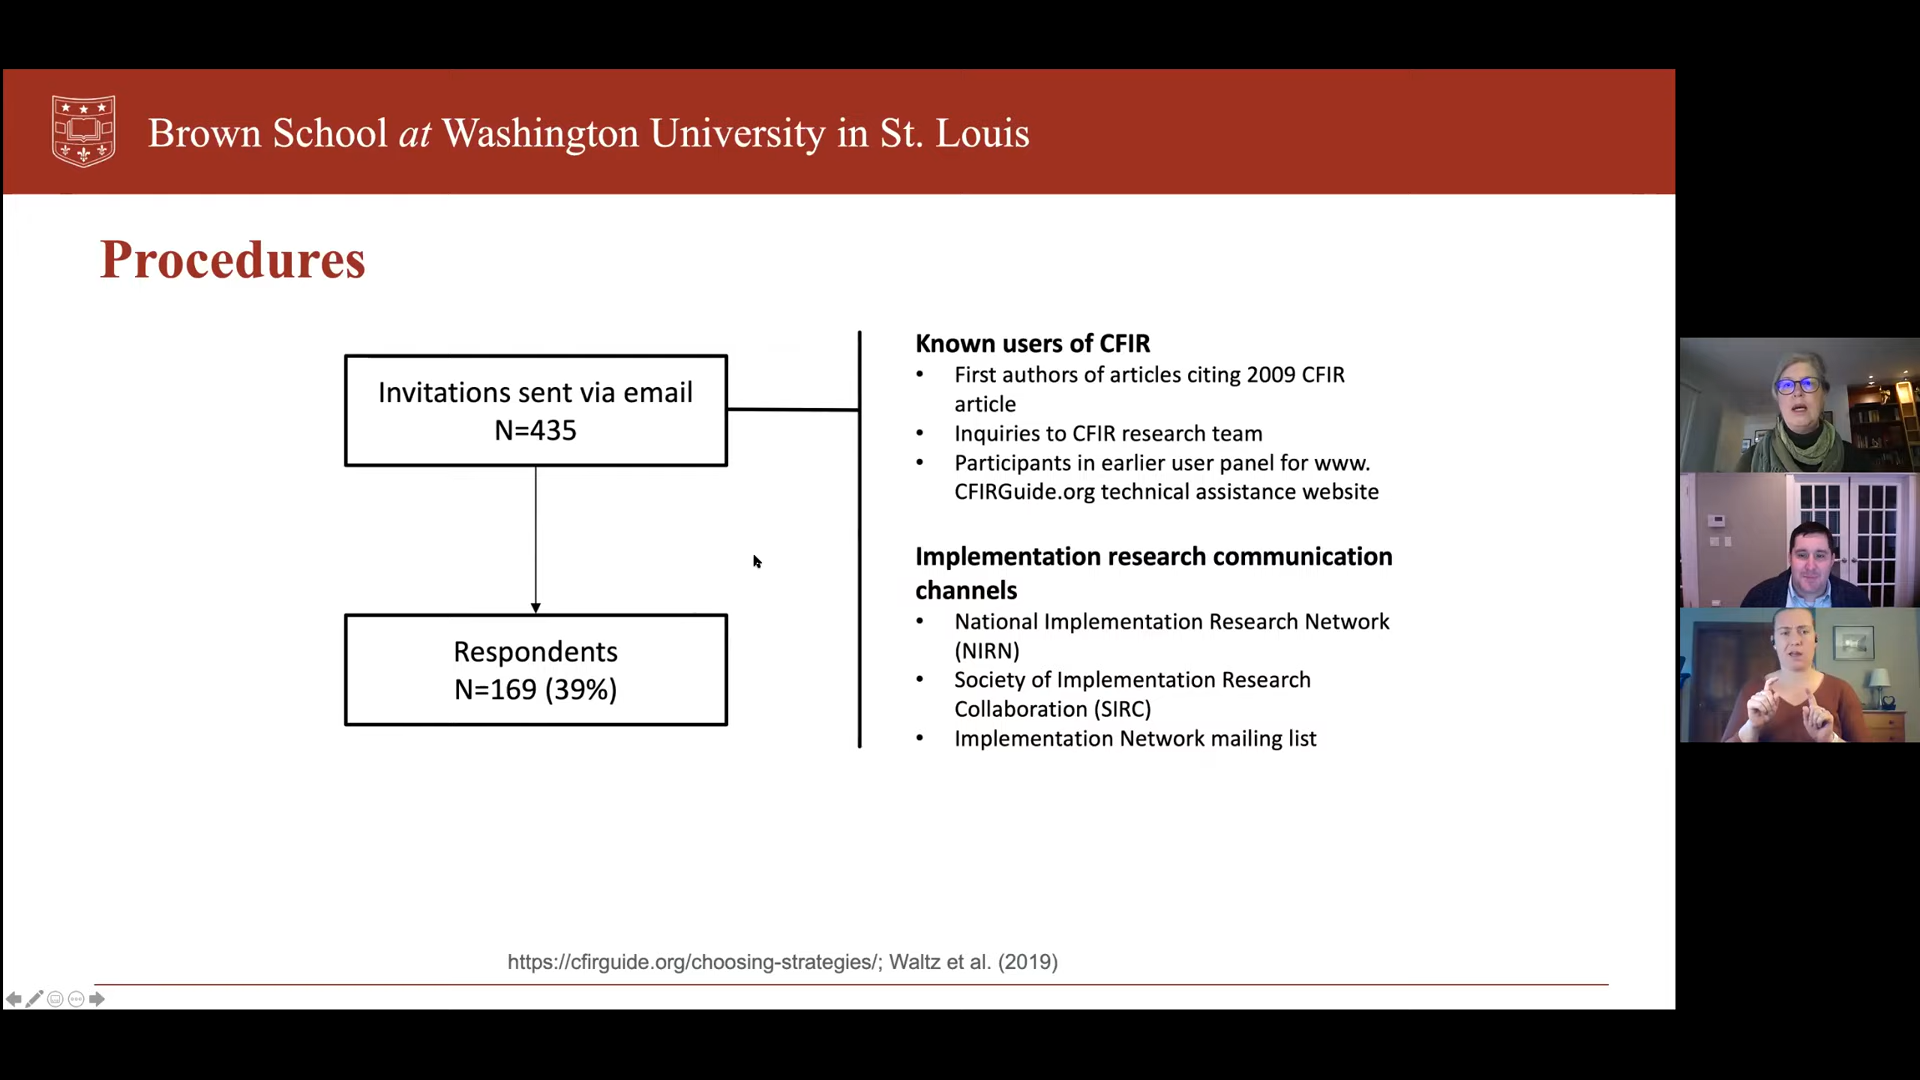 Brown School at Washington University in St. Louis
Procedures
Invitations sent via email
N=435
Respondents
N=169 (39%)
Known users of CFIR
• First authors of articles citing 2009 CFIR
article
• Inquiries to CFIR research team
• Participants in earlier user panel for www.
CFIRGuide.org technical assistance website
Implementation research communication
channels
• National Implementation Research Network
(NIRN)
• Society of Implementation Research
Collaboration (SIRC)
• Implementation Network mailing list
https://cfirguide.org/choosing-strategies/; Waltz et al. (2019)